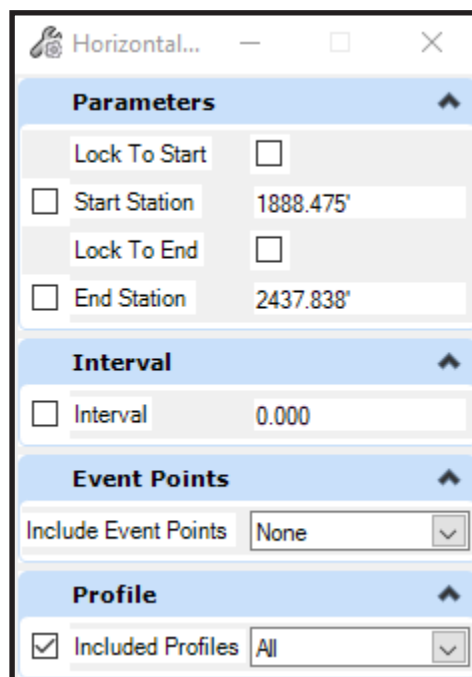 Horizontal...
Parameters
Lock To Start
Start Station 1888.475'
Lock To End
End Station 2437.838'
Interval
Interval 0.000
Event Points
Include Event Points None
Profile
Included Profiles All